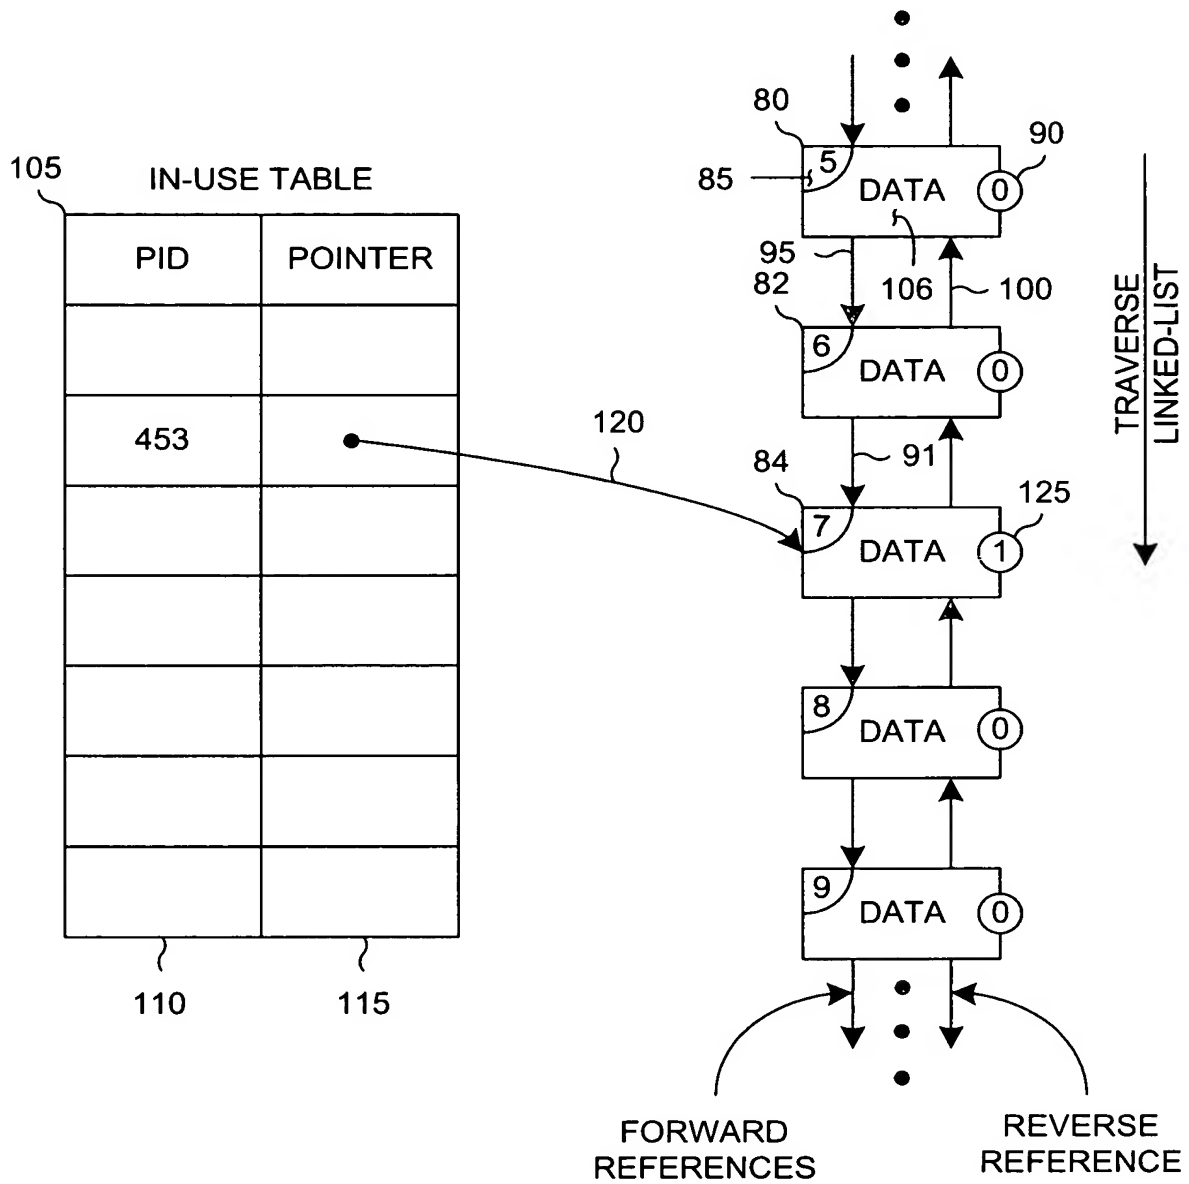 105
IN-USE TABLE
PID POINTER
453
110 115
120
80
5
85
DATA
0
90
95
106
100
82
6
DATA
0
91
84
7
DATA
1
125
8
DATA
0
9
DATA
0
TRAVERSE
LINKED-LIST
FORWARD
REFERENCES
REVERSE
REFERENCE